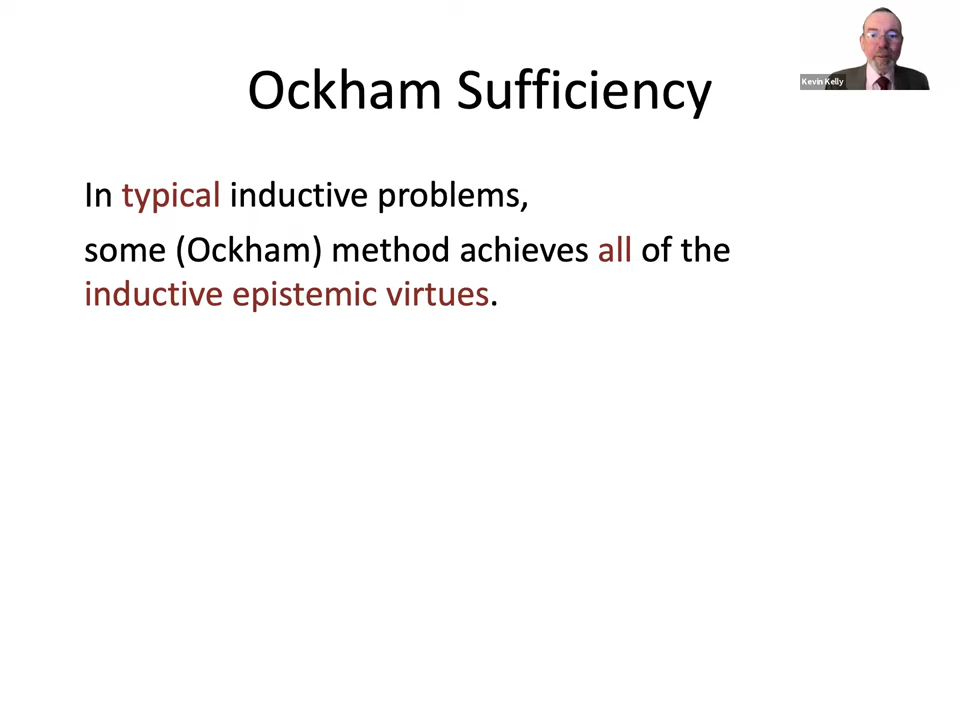 Kevin Kelly
Ockham Sufficiency
In typical inductive problems,
some (Ockham) method achieves all of the
inductive epistemic virtues.